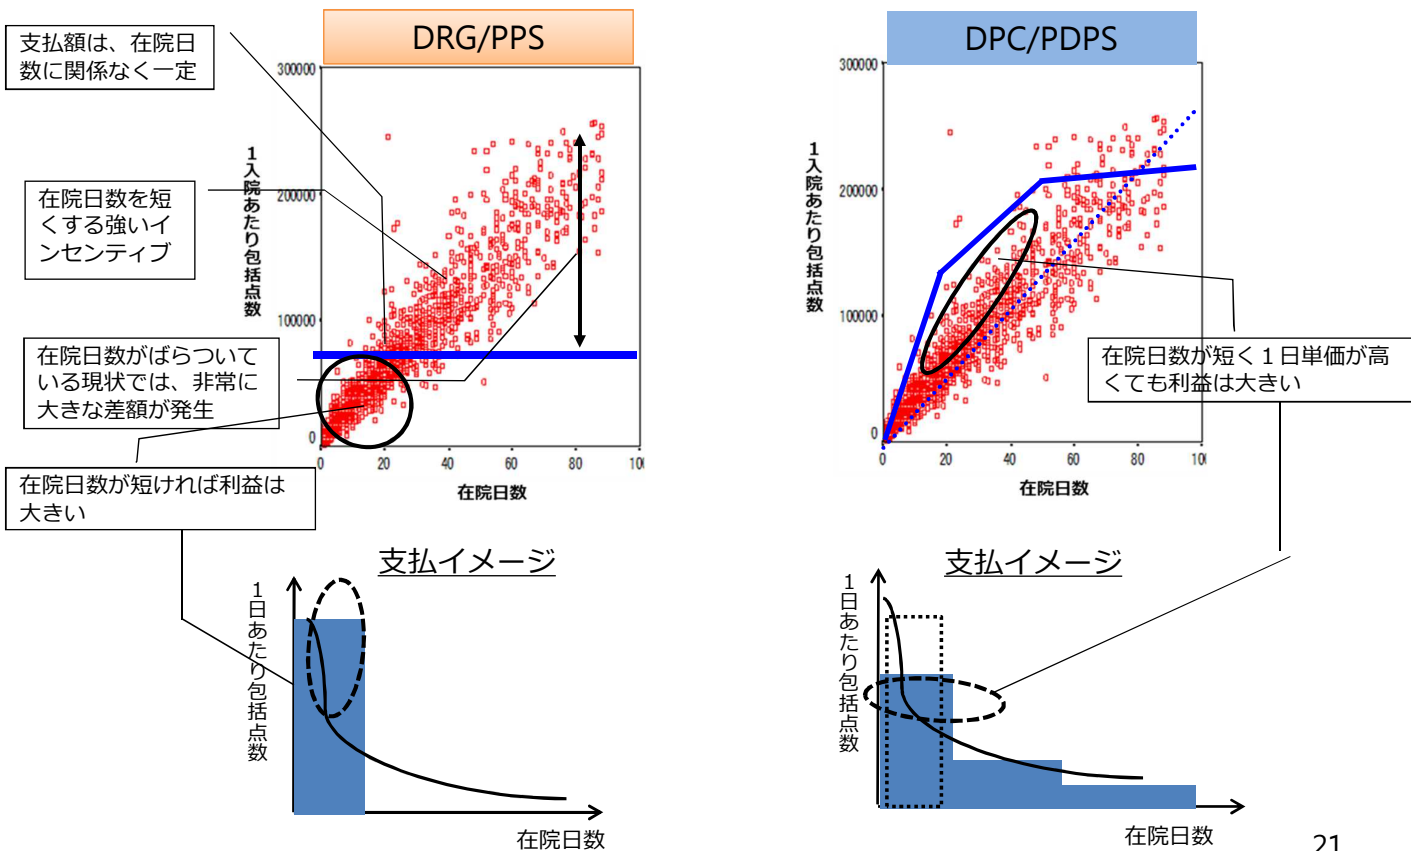 DRG/PPS
支払額は、在院日
数に関係なく一定
在院日数を短
くする強いイ
ンセンティブ
在院日数がばらついて
いる現状では、非常に
大きな差額が発生
在院日数が短ければ利益は
大きい
1入院あたり包括点数
300000
200000
100000
0
0 20 40 60 80 10
在院日数
支払イメージ
1日あたり包括点数
在院日数
DPC/PDPS
1入院あたり包括点数
300000
200000
100000
0
0 20 40 60 80 10
在院日数
在院日数が短く１日単価が高
くても利益は大きい
支払イメージ
1日あたり包括点数
在院日数
21